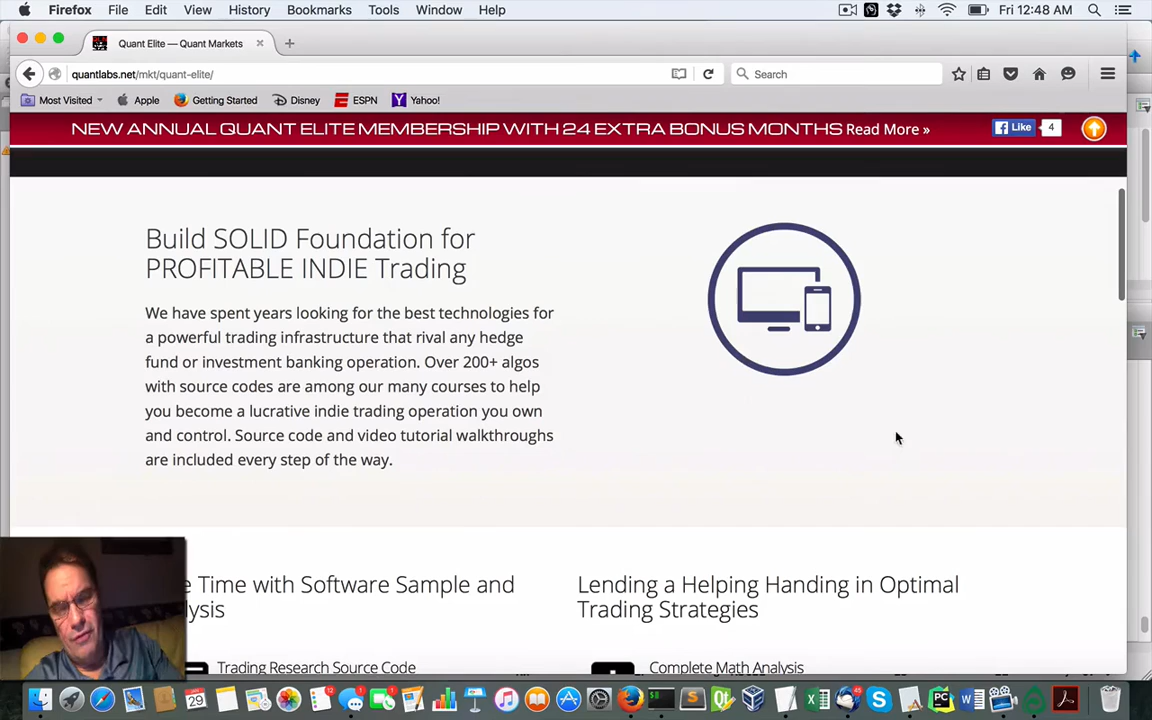 Firefox File Edit View History Bookmarks Tools Window Help Fri 12:48 AM
Quant Elite — Quant Markets
quantlabs.net/mkt/quant-elite/ Search
Most Visited Apple Getting Started Disney ESPN Yahoo!
NEW ANNUAL QUANT ELITE MEMBERSHIP WITH 24 EXTRA BONUS MONTHS Read More » Like 4
Build SOLID Foundation for
PROFITABLE INDIE Trading
We have spent years looking for the best technologies for
a powerful trading infrastructure that rival any hedge
fund or investment banking operation. Over 200+ algos
with source codes are among our many courses to help
you become a lucrative indie trading operation you own
and control. Source code and video tutorial walkthroughs
are included every step of the way.
Time with Software Sample and
Trading Research Source Code
Lending a Helping Handing in Optimal
Trading Strategies
Complete Math Analysis